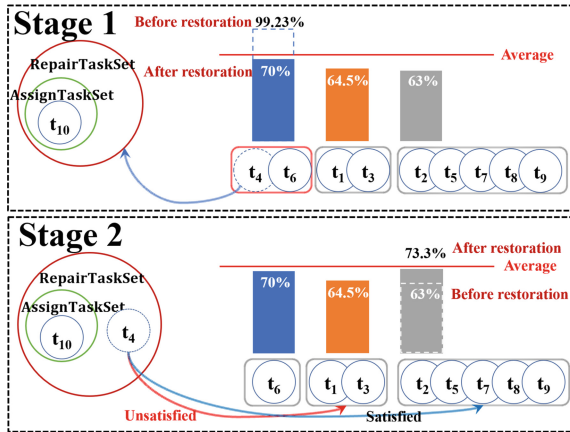 Stage 1
Before restoration 99.23%
Average
RepairTaskSet
After restoration 70% 64.5% 63%
AssignTaskSet
t10
t4 t6 t1 t3 t2 t5 t7 t8 t9
Stage 2
73.3% After restoration
Average
RepairTaskSet
70% 64.5% 63% Before restoration
AssignTaskSet
t10 t4
t6 t1 t3 t2 t5 t7 t8 t9
Unsatisfied Satisfied